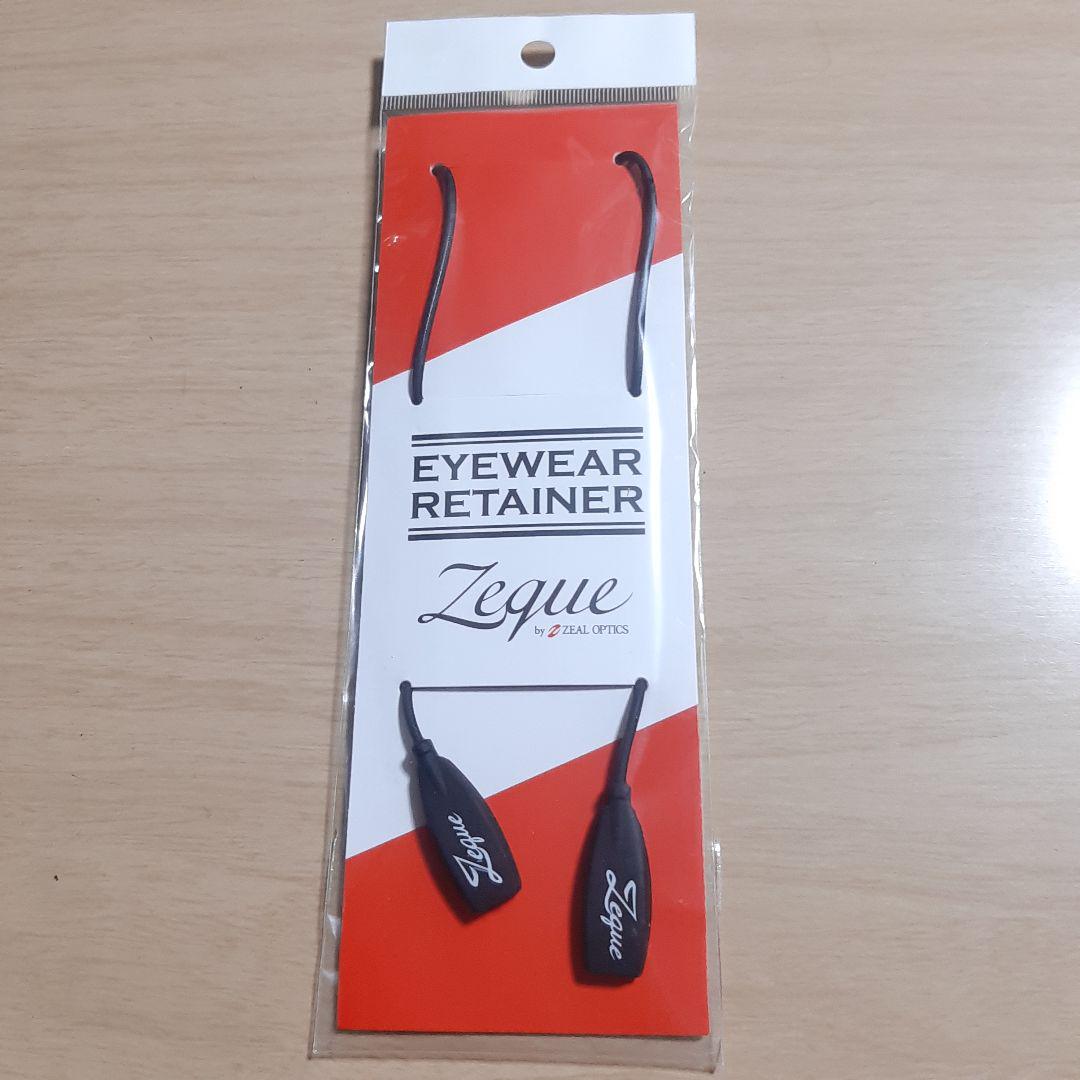 EYEWEAR
RETAINER
Zeque
by ZEAL OPTICS
Zeque
Zeque